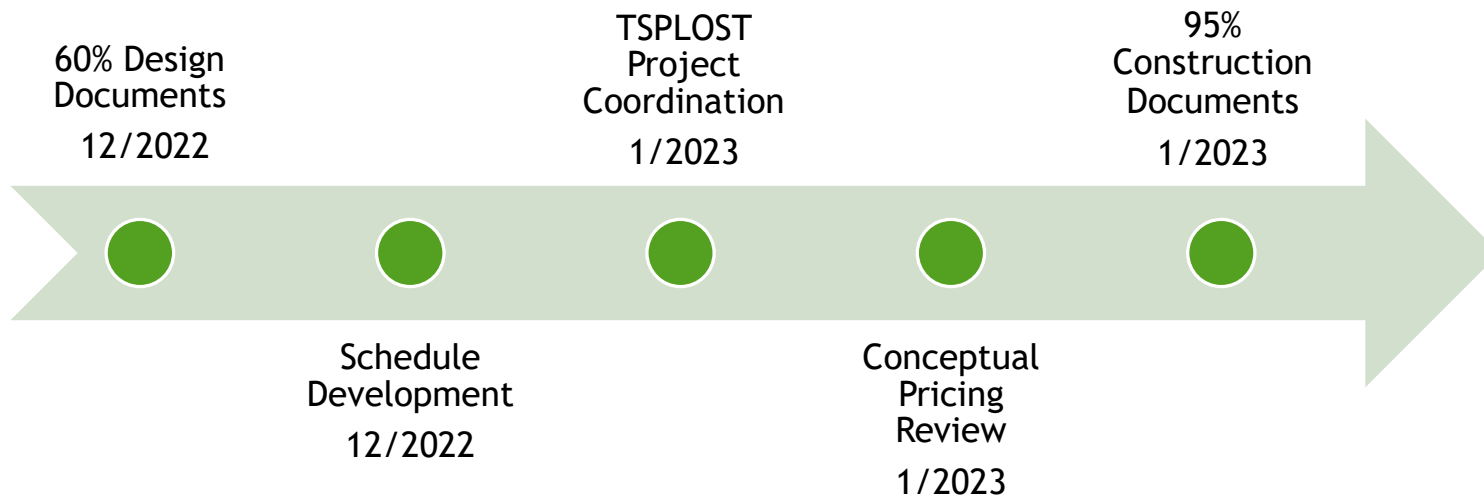 60% Design
Documents
12/2022
Schedule
Development
12/2022
TSPLOST
Project
Coordination
1/2023
Conceptual
Pricing
Review
1/2023
95%
Construction
Documents
1/2023